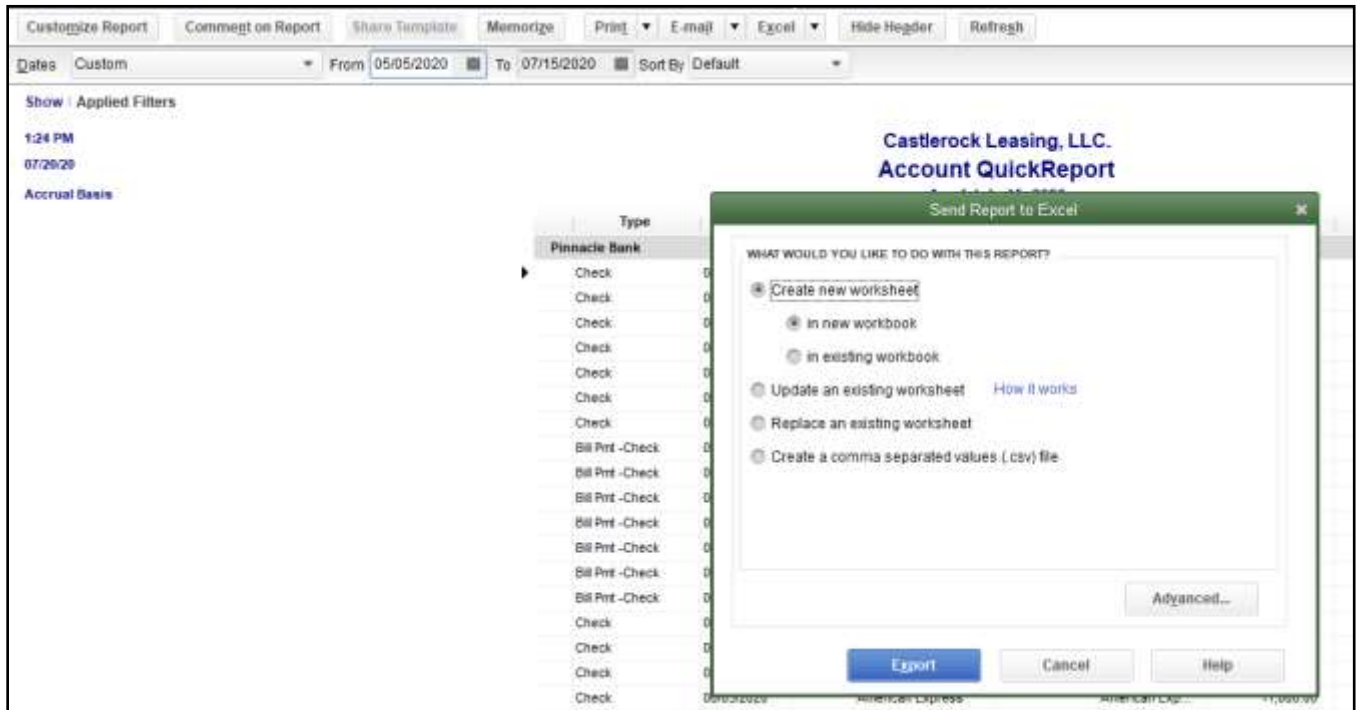 Customize Report Comment on Report Share Template Memorize Print E-mail Excel Hide Header Refresh
Dates Custom From 05/05/2020 To 07/15/2020 Sort By Default
Show Applied Filters
1:24 PM
07/20/20
Accrual Basis
Castlerock Leasing, LLC.
Account QuickReport
Type
Pinnacle Bank
Check
Check
Check
Check
Check
Check
Check
Bill Pmt -Check
Bill Pmt -Check
Bill Pmt -Check
Bill Pmt -Check
Bill Pmt -Check
Bill Pmt -Check
Bill Pmt -Check
Check
Check
Check
Check American Express
Send Report to Excel
WHAT WOULD YOU LIKE TO DO WITH THIS REPORT?
Create new worksheet
in new workbook
in existing workbook
Update an existing worksheet How it works
Replace an existing worksheet
Create a comma separated values (.csv) file
Advanced...
Export Cancel Help